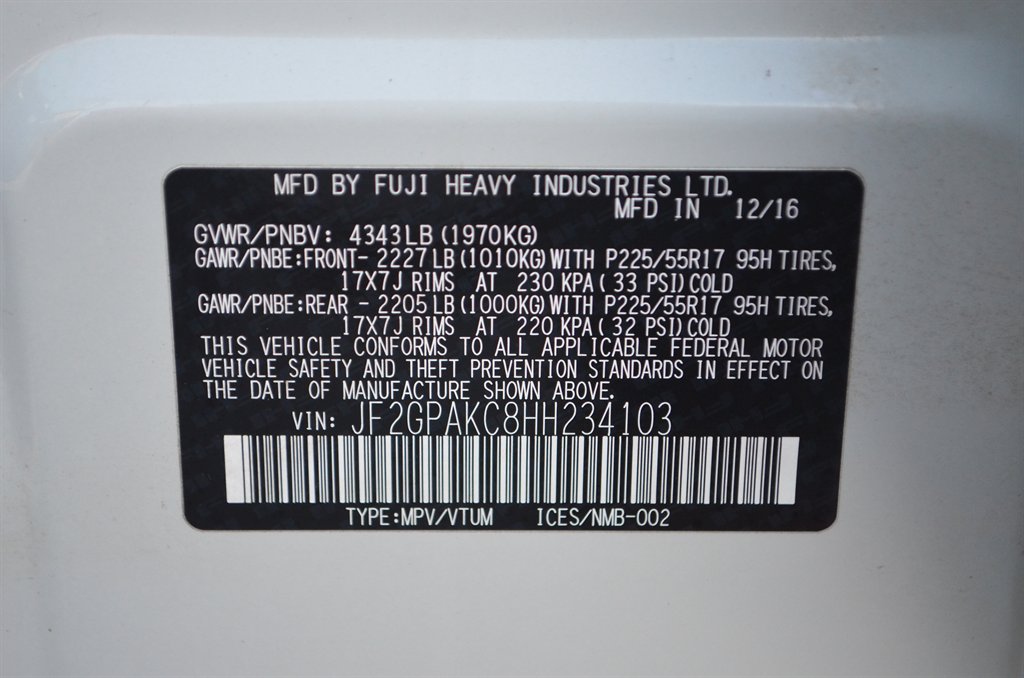 MFD BY FUJI HEAVY INDUSTRIES LTD.
MFD IN 12/16
GVWR/PNBV: 4343LB (1970KG)
GAWR/PNBE:FRONT- 2227LB (1010KG) WITH P225/55R17 95H TIRES,
17X7J RIMS AT 230 KPA ( 33 PSI) COLD
GAWR/PNBE:REAR - 2205LB (1000KG) WITH P225/55R17 95H TIRES,
17X7J RIMS AT 220 KPA ( 32 PSI) COLD
THIS VEHICLE CONFORMS TO ALL APPLICABLE FEDERAL MOTOR
VEHICLE SAFETY AND THEFT PREVENTION STANDARDS IN EFFECT ON
THE DATE OF MANUFACTURE SHOWN ABOVE.
VIN: JF2GPAKC8HH234103
TYPE:MPV/VTUM ICES/NMB-002